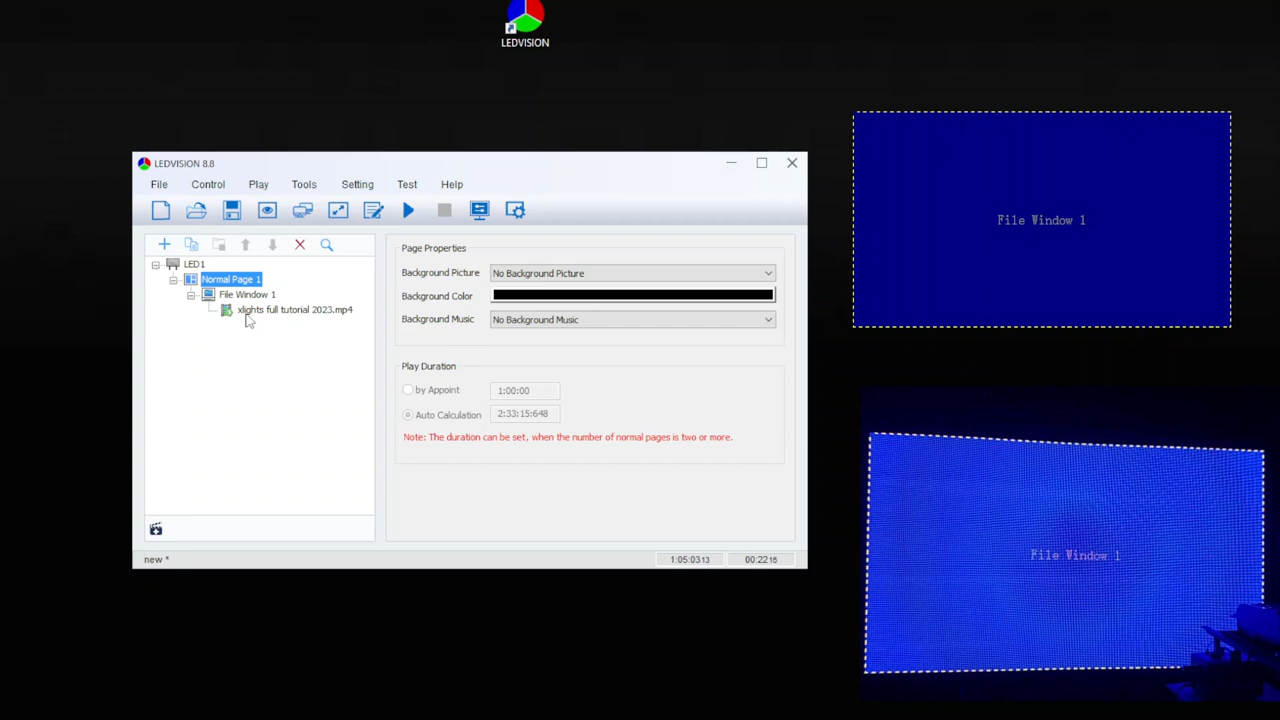 LEDVISION
LEDVISION 8.8
File Control Play Tools Setting Test Help
LED1
Normal Page 1
File Window 1
xlights full tutorial 2023.mp4
Page Properties
Background Picture No Background Picture
Background Color
Background Music No Background Music
Play Duration
by Appoint 1:00:00
Auto Calculation 2:33:15:648
Note: The duration can be set, when the number of normal pages is two or more.
new * 1:05:03 13 00:22 16
File Window 1
File Window 1